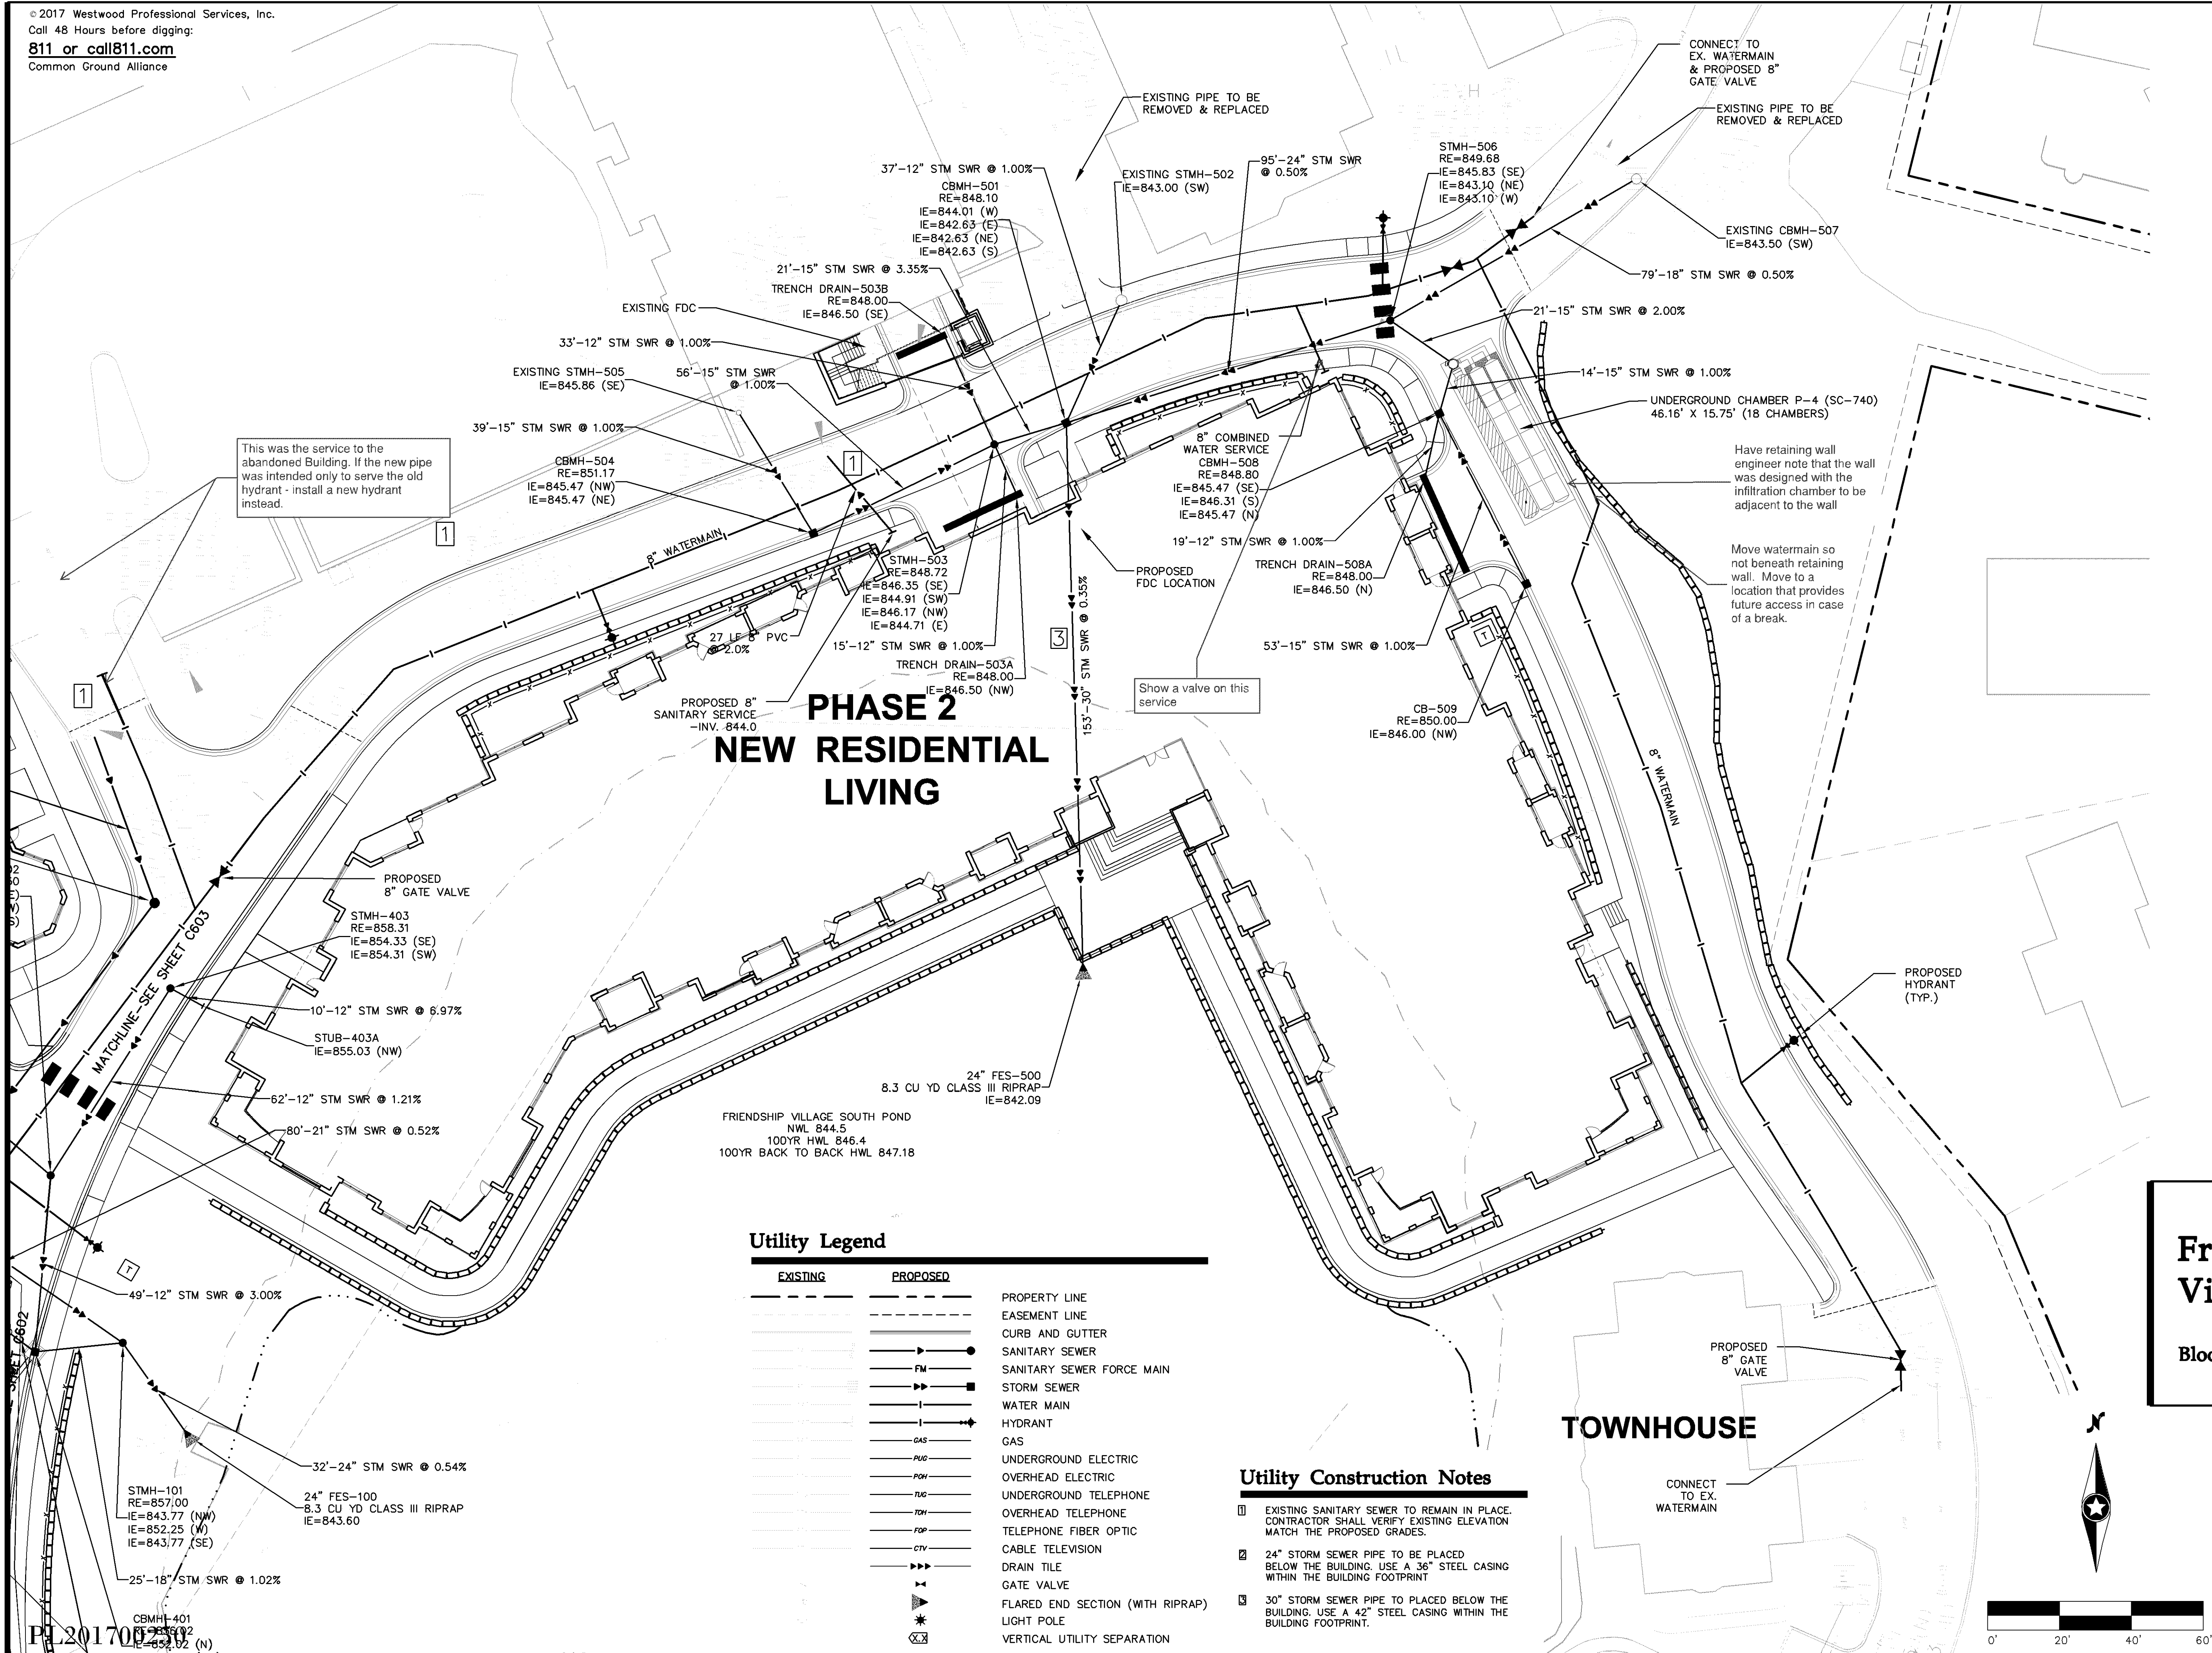 ©2017 Westwood Professional Services, Inc.
Call 48 Hours before digging:
811 or call811.com
Common Ground Alliance
CONNECT TO
EX. WATERMAIN
& PROPOSED 8"
GATE VALVE
EXISTING PIPE TO BE
REMOVED & REPLACED
EXISTING PIPE TO BE
REMOVED & REPLACED
H
37'-12" STM SWR @ 1.00%
CBMH-501
RE=848.10
IE=844.01 (W)
IE=842.63 (E)
IE=842.63 (NE)
IE=842.63 (S)
EXISTING STMH-502
IE=843.00 (SW)
95'-24" STM SWR
@ 0.50%
STMH-506
RE=849.68
IE=845.83 (SE)
IE=843.10 (NE)
IE=843.10 (W)
EXISTING CBMH-507
IE=843.50 (SW)
79'-18" STM SWR @ 0.50%
21'-15" STM SWR @ 3.35%
TRENCH DRAIN-503B
RE=848.00
IE=846.50 (SE)
EXISTING FDC
33'-12" STM SWR @ 1.00%
EXISTING STMH-505
IE=845.86 (SE)
56'-15" STM SWR
@ 1.00%
39'-15" STM SWR @ 1.00%
CBMH-504
RE=851.17
IE=845.47 (NW)
IE=845.47 (NE)
21'-15" STM SWR @ 2.00%
14'-15" STM SWR @ 1.00%
UNDERGROUND CHAMBER P-4 (SC-740)
46.16' X 15.75' (18 CHAMBERS)
This was the service to the
abandoned Building. If the new pipe
was intended only to serve the old
hydrant - install a new hydrant
instead.
1
1
1
8" COMBINED
WATER SERVICE
CBMH-508
RE=848.80
IE=845.47 (SE)
IE=846.31 (S)
IE=845.47 (N)
Have retaining wall
engineer note that the wall
was designed with the
infiltration chamber to be
adjacent to the wall
Move watermain so
not beneath retaining
wall. Move to a
location that provides
future access in case
of a break.
8" WATERMAIN
19'-12" STM SWR @ 1.00%
TRENCH DRAIN-508A
RE=848.00
IE=846.50 (N)
STMH-503
RE=848.72
IE=846.35 (SE)
IE=844.91 (SW)
IE=846.17 (NW)
IE=844.71 (E)
PROPOSED
FDC LOCATION
3
153'-30" STM SWR @ 0.35%
27 LF 8" PVC
@ 2.0%
15'-12" STM SWR @ 1.00%
TRENCH DRAIN-503A
RE=848.00
IE=846.50 (NW)
53'-15" STM SWR @ 1.00%
T
PROPOSED 8"
SANITARY SERVICE
-INV. 844.0
Show a valve on this
service
CB-509
RE=850.00
IE=846.00 (NW)
PHASE 2
NEW RESIDENTIAL
LIVING
8" WATERMAIN
PROPOSED
8" GATE VALVE
STMH-403
RE=858.31
IE=854.33 (SE)
IE=854.31 (SW)
MATCHLINE-SEE SHEET C603
10'-12" STM SWR @ 6.97%
STUB-403A
IE=855.03 (NW)
PROPOSED
HYDRANT
(TYP.)
62'-12" STM SWR @ 1.21%
80'-21" STM SWR @ 0.52%
24" FES-500
8.3 CU YD CLASS III RIPRAP
IE=842.09
FRIENDSHIP VILLAGE SOUTH POND
NWL 844.5
100YR HWL 846.4
100YR BACK TO BACK HWL 847.18
T
49'-12" STM SWR @ 3.00%
SHEET C602
32'-24" STM SWR @ 0.54%
24" FES-100
8.3 CU YD CLASS III RIPRAP
IE=843.60
STMH-101
RE=857.00
IE=843.77 (NW)
IE=852.25 (W)
IE=843.77 (SE)
25'-18" STM SWR @ 1.02%
CBMH-401
IE=852.02 (N)
PL201700250
Utility Legend
EXISTING PROPOSED
PROPERTY LINE
EASEMENT LINE
CURB AND GUTTER
SANITARY SEWER
FM SANITARY SEWER FORCE MAIN
STORM SEWER
WATER MAIN
HYDRANT
GAS GAS
PUG UNDERGROUND ELECTRIC
POH OVERHEAD ELECTRIC
TUG UNDERGROUND TELEPHONE
TOH OVERHEAD TELEPHONE
FOP TELEPHONE FIBER OPTIC
CTV CABLE TELEVISION
DRAIN TILE
GATE VALVE
FLARED END SECTION (WITH RIPRAP)
LIGHT POLE
X.X VERTICAL UTILITY SEPARATION
Utility Construction Notes
1 EXISTING SANITARY SEWER TO REMAIN IN PLACE.
CONTRACTOR SHALL VERIFY EXISTING ELEVATION
MATCH THE PROPOSED GRADES.
2 24" STORM SEWER PIPE TO BE PLACED
BELOW THE BUILDING. USE A 36" STEEL CASING
WITHIN THE BUILDING FOOTPRINT
3 30" STORM SEWER PIPE TO PLACED BELOW THE
BUILDING. USE A 42" STEEL CASING WITHIN THE
BUILDING FOOTPRINT.
PROPOSED
8" GATE
VALVE
TOWNHOUSE
CONNECT
TO EX.
WATERMAIN
Fr
Vi
Bloo
N
0' 20' 40' 60'